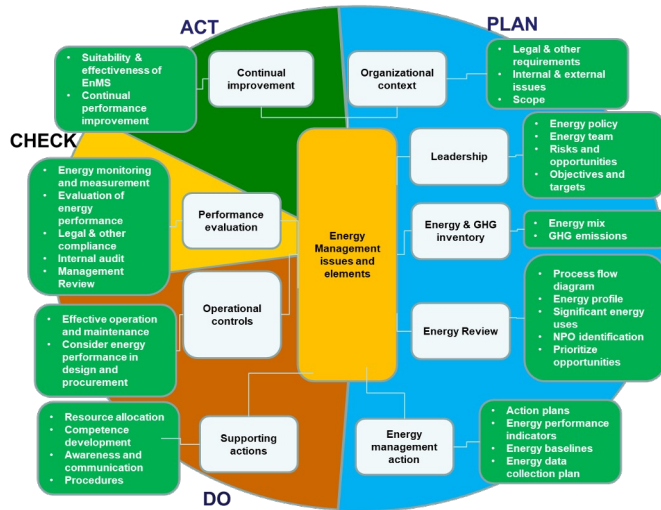 ACT
PLAN
Suitability &
effectiveness of
EnMS
Continual performance
improvement
Continual
improvement
Organizational
context
Legal & other
requirements
Internal & external
issues
Scope
CHECK
Energy policy
Energy team
Risks and
opportunities
Objectives and
targets
Leadership
Energy monitoring
and measurement
Evaluation of
energy
performance
Legal & other
compliance
Internal audit
Management
Review
Performance
evaluation
Energy
Management
issues and
elements
Energy & GHG
inventory
Energy mix
GHG emissions
Operational
controls
Effective operation
and maintenance
Consider energy
performance in
design and
procurement
Energy Review
Process flow
diagram
Energy profile
Significant energy
uses
NPO identification
Prioritize
opportunities
Resource allocation
Competence
development
Awareness and
communication
Procedures
Supporting
actions
Energy
management
action
Action plans
Energy performance
indicators
Energy baselines
Energy data
collection plan
DO